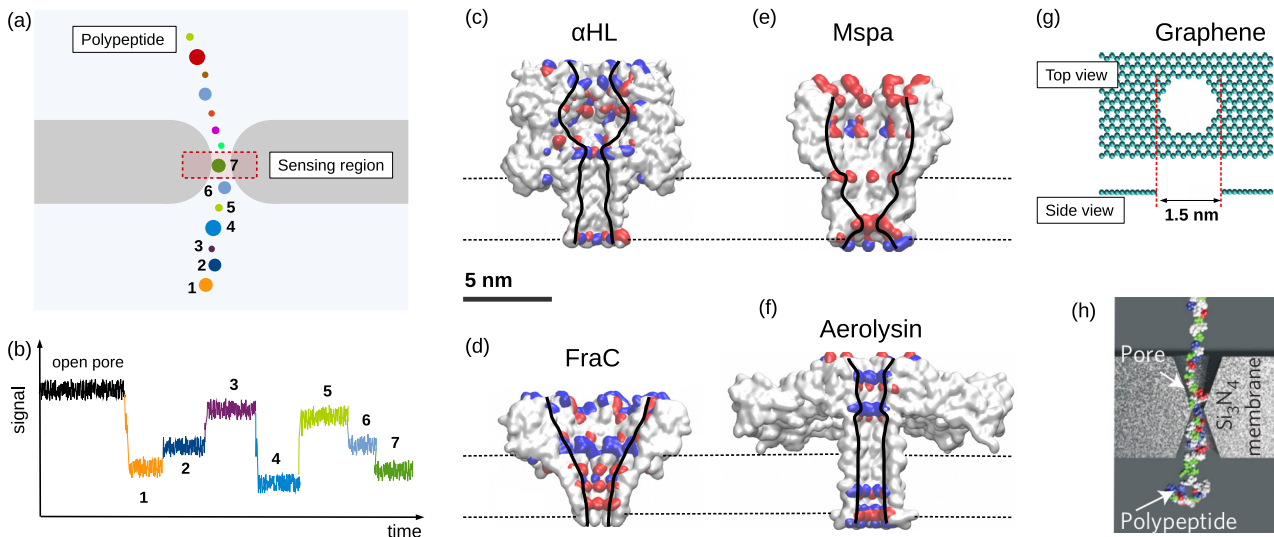 (a)
Polypeptide
7
Sensing region
6
5
4
3
2
1
(b)
open pore
signal
1
2
3
4
5
6
7
time
(c)
αHL
(e)
Mspa
5 nm
(d)
FraC
(f)
Aerolysin
(g)
Graphene
Top view
Side view
1.5 nm
(h)
Pore
Si3N4
membrane
Polypeptide